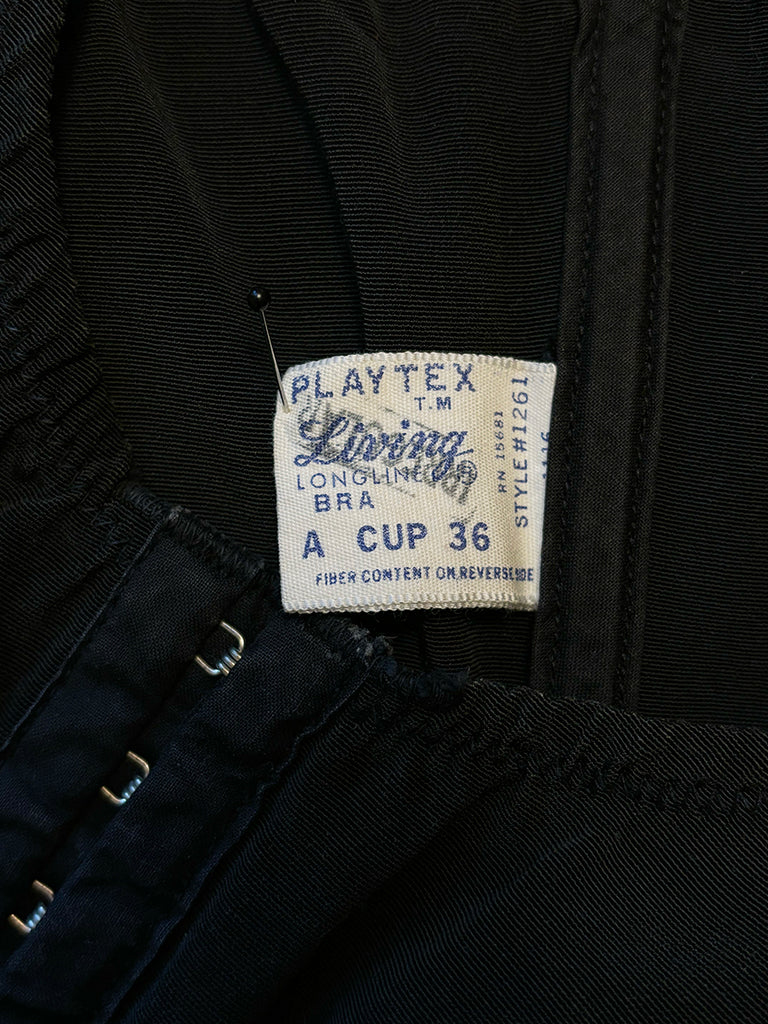 PLAYTEX
T.M
Living®
LONGLINE
BRA
A CUP 36
FIBER CONTENT ON REVERSE SIDE
RN 15681
STYLE #1261